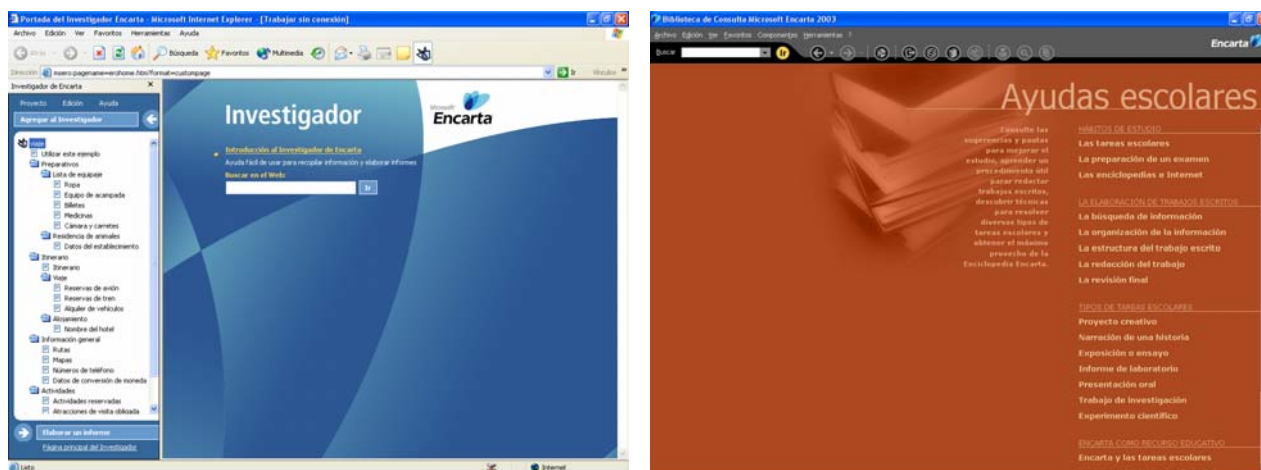 Portada del Investigador Encarta - Microsoft Internet Explorer - [Trabajar sin conexión]
Archivo Edición Ver Favoritos Herramientas Ayuda
Búsqueda Favoritos Multimedia
Dirección msero:pagename=erohome.htm?format=custompage Ir Vínculos
Investigador de Encarta
Proyecto Edición Ayuda
Agregar al Investigador
viaje
Utilizar este ejemplo
Preparativos
Lista de equipaje
Ropa
Equipo de acampada
Billetes
Medicinas
Cámara y carretes
Residencia de animales
Datos del establecimiento
Itinerario
Itinerario
Viaje
Reservas de avión
Reservas de tren
Alquiler de vehículos
Alojamiento
Nombre del hotel
Información general
Rutas
Mapas
Números de teléfono
Datos de conversión de moneda
Actividades
Actividades reservadas
Atracciones de visita obligada
Elaborar un informe
Página principal del Investigador
Investigador
Microsoft
Encarta
Introducción al Investigador de Encarta
Ayuda fácil de usar para recopilar información y elaborar informes
Buscar en el Web:
Ir
Listo
Internet
Biblioteca de Consulta Microsoft Encarta 2003
Archivo Edición Ver Favoritos Componentes Herramientas ?
Buscar Ir
Encarta
Ayudas escolares
Consulte las
sugerencias y pautas
para mejorar el
estudio, aprender un
procedimiento útil
parar redactar
trabajos escritos,
descubrir técnicas
para resolver
diversos tipos de
tareas escolares y
obtener el máximo
provecho de la
Enciclopedia Encarta.
HÁBITOS DE ESTUDIO
Las tareas escolares
La preparación de un examen
Las enciclopedias e Internet
LA ELABORACIÓN DE TRABAJOS ESCRITOS
La búsqueda de información
La organización de la información
La estructura del trabajo escrito
La redacción del trabajo
La revisión final
TIPOS DE TAREAS ESCOLARES
Proyecto creativo
Narración de una historia
Exposición o ensayo
Informe de laboratorio
Presentación oral
Trabajo de investigación
Experimento científico
ENCARTA COMO RECURSO EDUCATIVO
Encarta y las tareas escolares